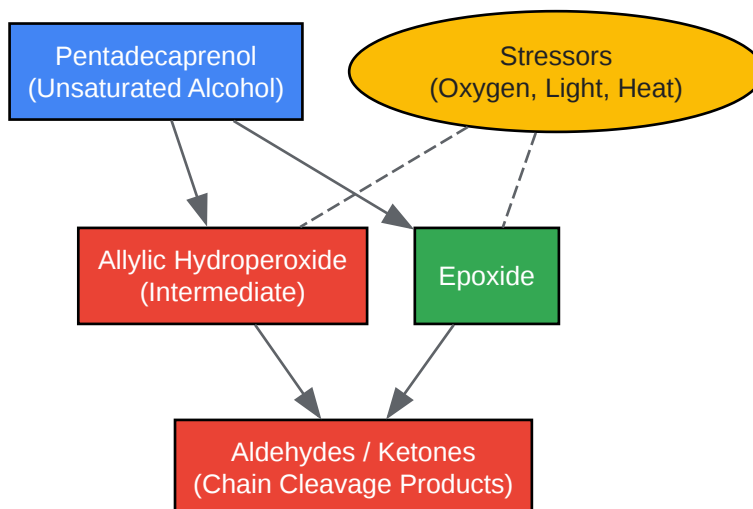 Pentadecaprenol
(Unsaturated Alcohol)
Stressors
(Oxygen, Light, Heat)
Allylic Hydroperoxide
(Intermediate)
Epoxide
Aldehydes / Ketones
(Chain Cleavage Products)